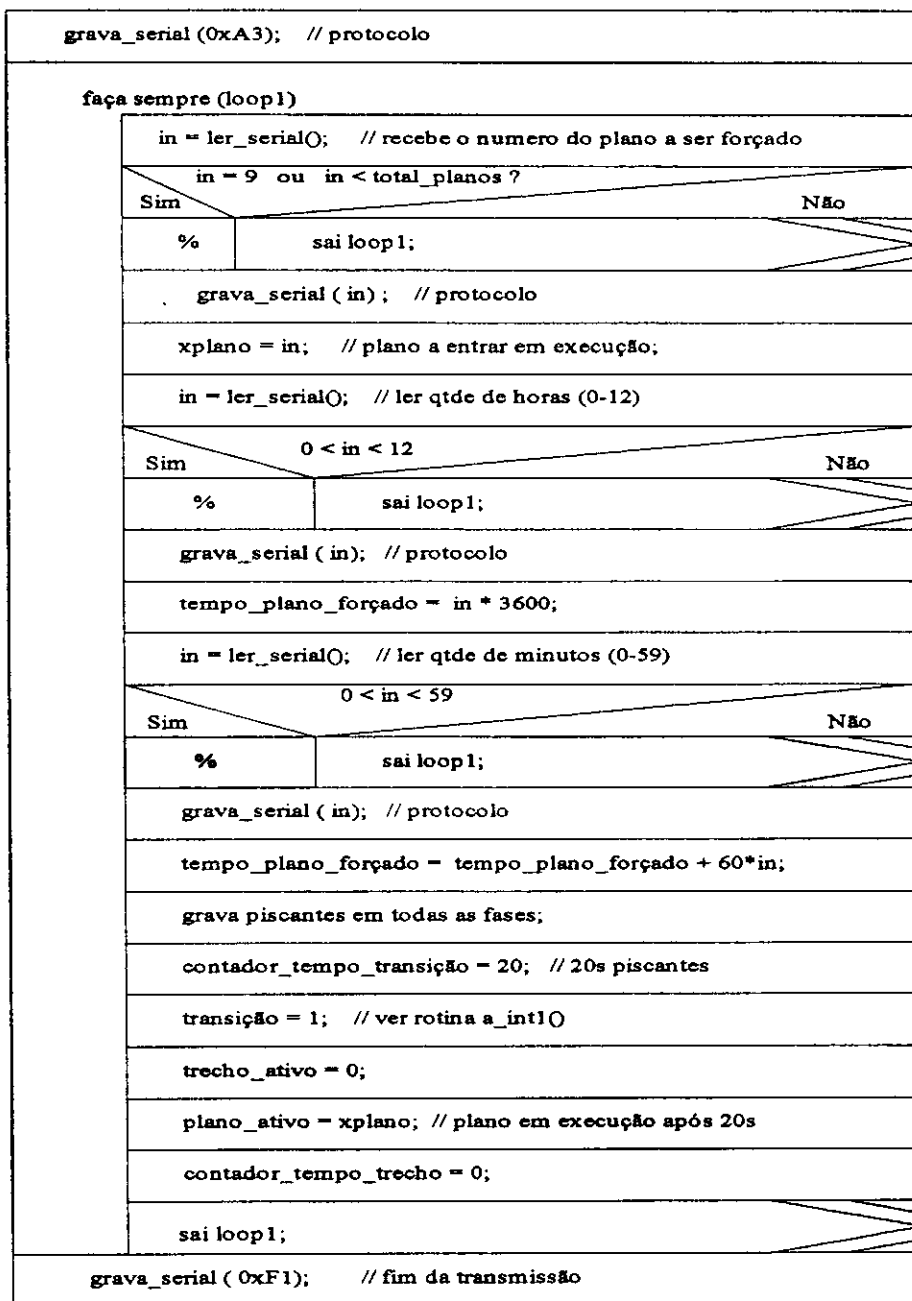 grava_serial (0xA3); // protocolo
faça sempre (loop1)
in = ler_serial(); // recebe o numero do plano a ser forçado
in = 9 ou in < total_planos ?
Sim Não
% sai loop1;
grava_serial ( in) ; // protocolo
xplano = in; // plano a entrar em execução;
in = ler_serial(); // ler qtde de horas (0-12)
0 < in < 12
Sim Não
% sai loop1;
grava_serial ( in); // protocolo
tempo_plano_forçado = in * 3600;
in = ler_serial(); // ler qtde de minutos (0-59)
0 < in < 59
Sim Não
% sai loop1;
grava_serial ( in); // protocolo
tempo_plano_forçado = tempo_plano_forçado + 60*in;
grava piscantes em todas as fases;
contador_tempo_transição = 20; // 20s piscantes
transição = 1; // ver rotina a_int1()
trecho_ativo = 0;
plano_ativo = xplano; // plano em execução após 20s
contador_tempo_trecho = 0;
sai loop1;
grava_serial ( 0xF1); // fim da transmissão